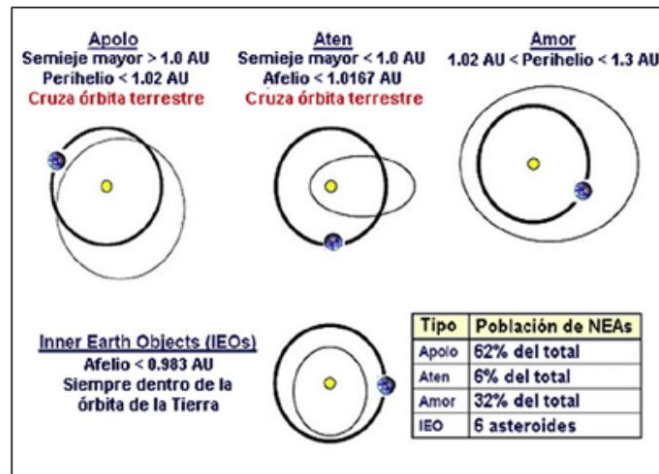 Apolo
Semieje mayor > 1.0 AU
Perihelio < 1.02 AU
Cruza órbita terrestre
Aten
Semieje mayor < 1.0 AU
Afelio < 1.0167 AU
Cruza órbita terrestre
Amor
1.02 AU < Perihelio < 1.3 AU
Inner Earth Objects (IEOs)
Afelio < 0.983 AU
Siempre dentro de la
órbita de la Tierra
Tipo Población de NEAs
Apolo 62% del total
Aten 6% del total
Amor 32% del total
IEO 6 asteroides